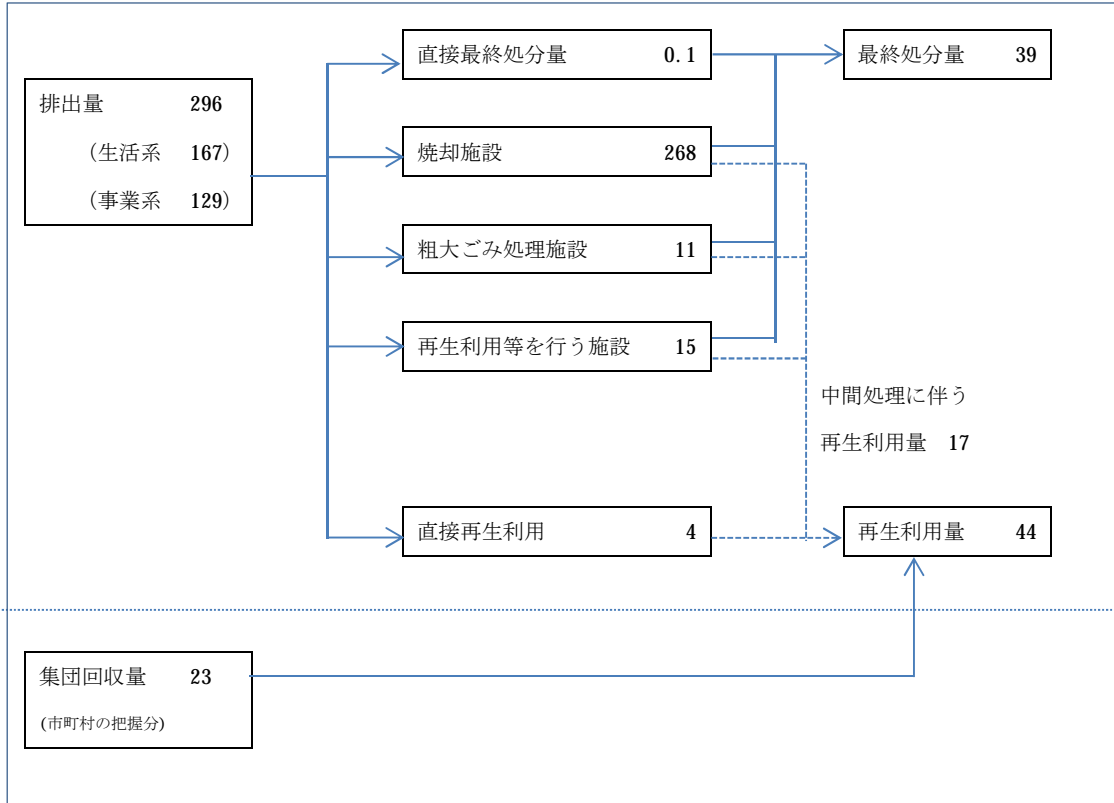 直接最終処分量 0.1
最終処分量 39
排出量 296
（生活系 167）
（事業系 129）
焼却施設 268
粗大ごみ処理施設 11
再生利用等を行う施設 15
中間処理に伴う
再生利用量 17
直接再生利用 4
再生利用量 44
集団回収量 23
(市町村の把握分)